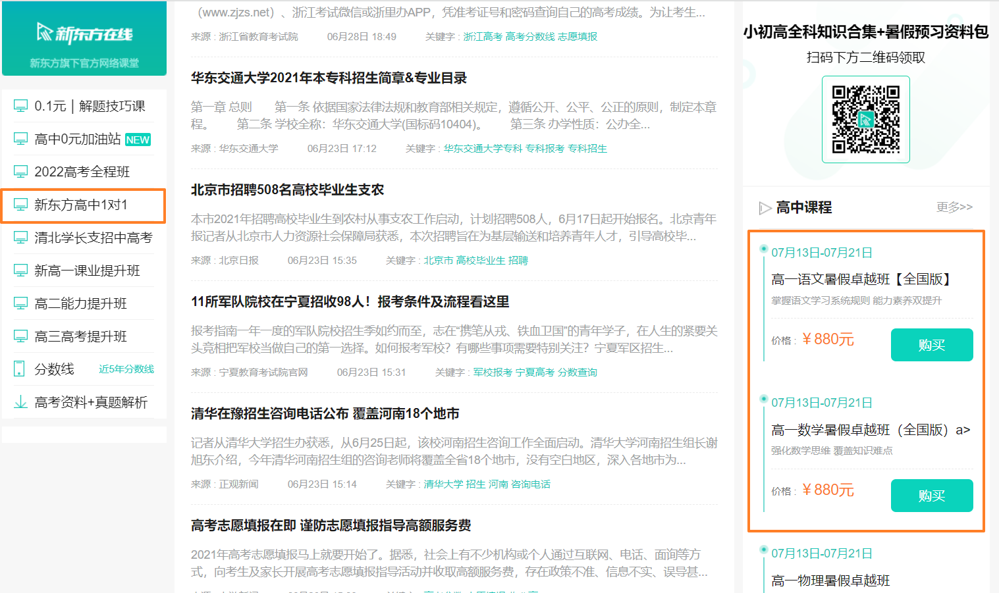 新东方在线
新东方旗下官方网络课堂
0.1元 | 解题技巧课
高中0元加油站 NEW
2022高考全程班
新东方高中1对1
清北学长支招中高考
新高一课业提升班
高二能力提升班
高三高考提升班
分数线 近5年分数线
高考资料+真题解析
（www.zjzs.net）、浙江考试微信或浙里办APP，凭准考证号和密码查询自己的高考成绩。为让考生...
来源 : 浙江省教育考试院 06月28日 18:49 关键字 : 浙江高考 高考分数线 志愿填报
华东交通大学2021年本专科招生简章&专业目录
第一章 总则　　第一条 依据国家法律法规和教育部相关规定，遵循公开、公平、公正的原则，制定本章
程。　　第二条 学校全称：华东交通大学(国标码10404)。　　第三条 办学性质：公办全...
来源 : 华东交通大学 06月23日 17:12 关键字 : 华东交通大学专科 专科报考 专科招生
北京市招聘508名高校毕业生支农
本市2021年招聘高校毕业生到农村从事支农工作启动，计划招聘508人，6月17日起开始报名。北京青年
报记者从北京市人力资源社会保障局获悉，本次招聘旨在为基层输送和培养青年人才，引导高校毕...
来源 : 北京日报 06月23日 15:35 关键字 : 北京市 高校毕业生 招聘
11所军队院校在宁夏招收98人！报考条件及流程看这里
报考指南一年一度的军队院校招生季如约而至，志在“携笔从戎、铁血卫国”的青年学子，在人生的紧要关
头竞相把军校当做自己的第一选择。如何报考军校？有哪些事项需要特别关注？宁夏军区招生...
来源 : 宁夏教育考试院官网 06月23日 15:31 关键字 : 军校报考 宁夏高考 分数查询
清华在豫招生咨询电话公布 覆盖河南18个地市
记者从清华大学招生办获悉，从6月25日起，该校河南招生咨询工作全面启动。清华大学河南招生组长谢
旭东介绍，今年清华河南招生组的咨询老师将覆盖全省18个地市，没有空白地区，深入各地市为...
来源 : 正观新闻 06月23日 15:14 关键字 : 清华大学 招生 河南 咨询电话
高考志愿填报在即 谨防志愿填报指导高额服务费
2021年高考志愿填报马上就要开始了。据悉，社会上有不少机构或个人通过互联网、电话、面询等方
式，向考生及家长开展高考志愿填报指导活动并收取高额服务费，存在政策不准、信息不实、误导甚...
小初高全科知识合集+暑假预习资料包
扫码下方二维码领取
高中课程 更多>>
07月13日-07月21日
高一语文暑假卓越班【全国版】
掌握语文学习系统规则 能力素养双提升
价格 : ￥880元 购买
07月13日-07月21日
高一数学暑假卓越班（全国版）a>
强化数学思维 覆盖知识难点
价格 : ￥880元 购买
07月13日-07月21日
高一物理暑假卓越班